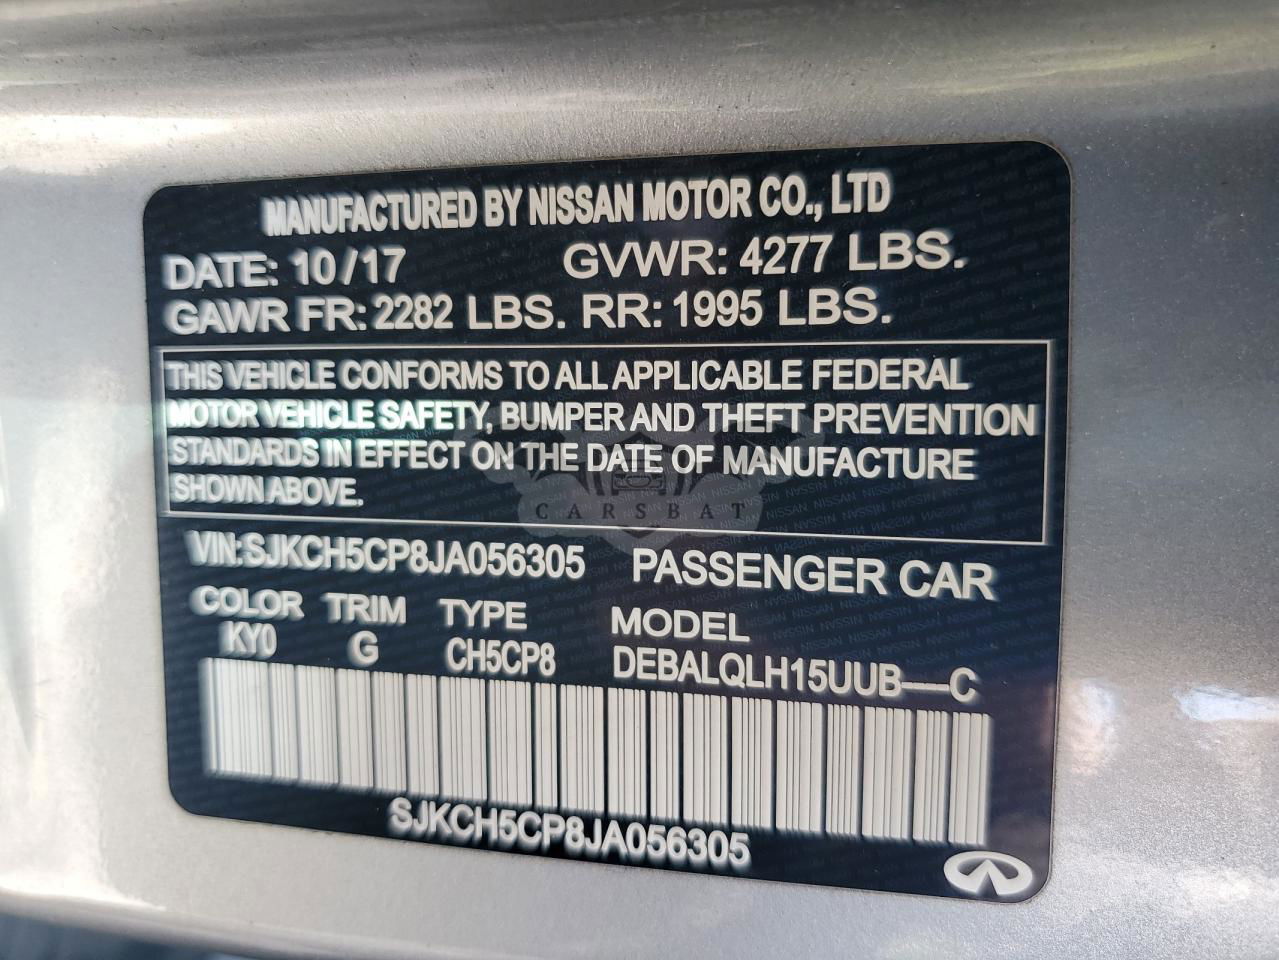 MANUFACTURED BY NISSAN MOTOR CO., LTD
DATE: 10/17 GVWR: 4277 LBS.
GAWR FR: 2282 LBS. RR: 1995 LBS.
THIS VEHICLE CONFORMS TO ALL APPLICABLE FEDERAL
MOTOR VEHICLE SAFETY, BUMPER AND THEFT PREVENTION
STANDARDS IN EFFECT ON THE DATE OF MANUFACTURE
SHOWN ABOVE.
CARSBAT
VIN:SJKCH5CP8JA056305 PASSENGER CAR
COLOR TRIM TYPE MODEL
KY0 G CH5CP8 DEBALQLH15UUB–––C
SJKCH5CP8JA056305